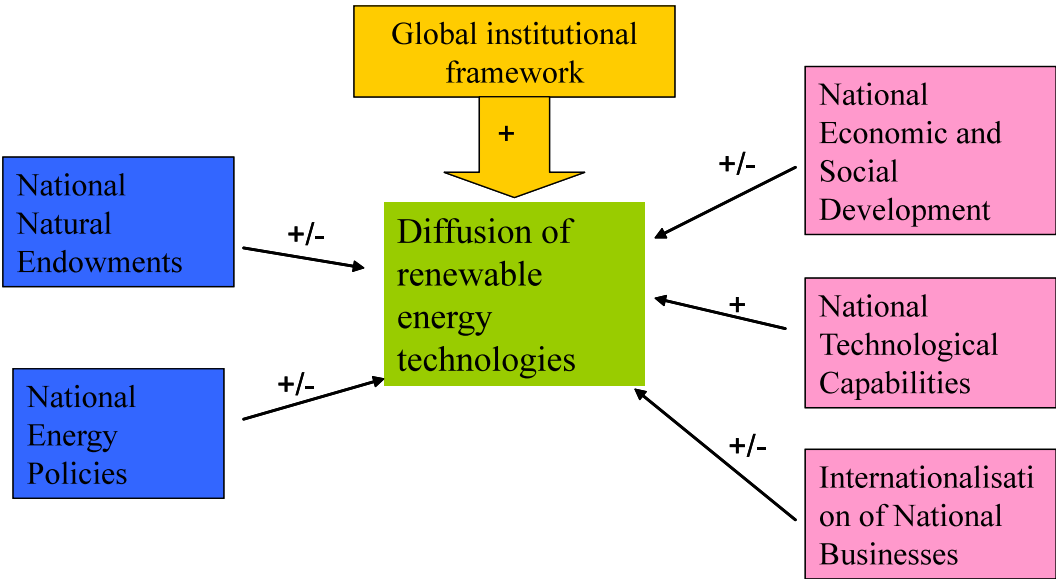 Global institutional
framework
+
National
Natural
Endowments
+/-
National
Energy
Policies
+/-
Diffusion of
renewable
energy
technologies
+/-
National
Economic and
Social
Development
+
National
Technological
Capabilities
+/-
Internationalisati
on of National
Businesses